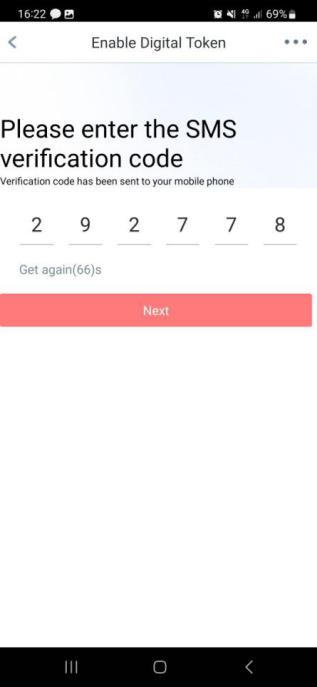 16:22 4G 69%
Enable Digital Token
Please enter the SMS
verification code
Verification code has been sent to your mobile phone
2 9 2 7 7 8
Get again(66)s
Next